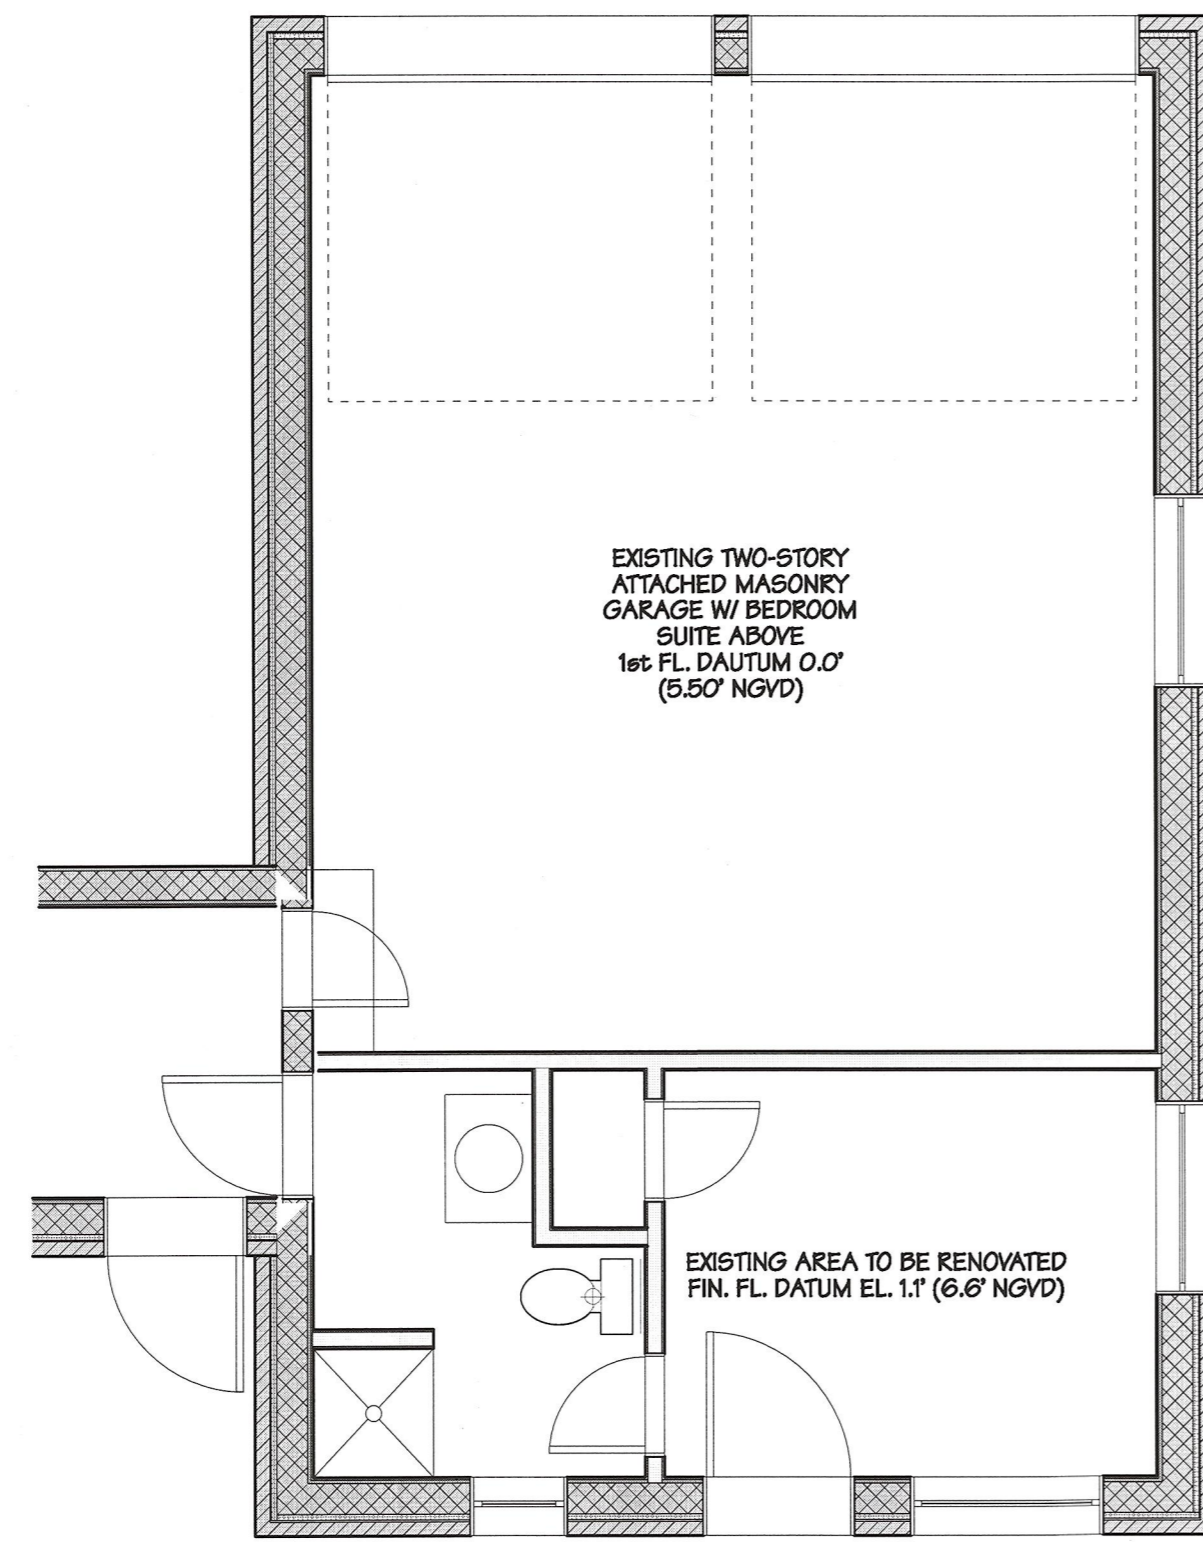 EXISTING TWO-STORY
ATTACHED MASONRY
GARAGE W/ BEDROOM
SUITE ABOVE
1st FL. DAUTUM 0.0'
(5.50' NGVD)
EXISTING AREA TO BE RENOVATED
FIN. FL. DATUM EL. 1.1' (6.6' NGVD)